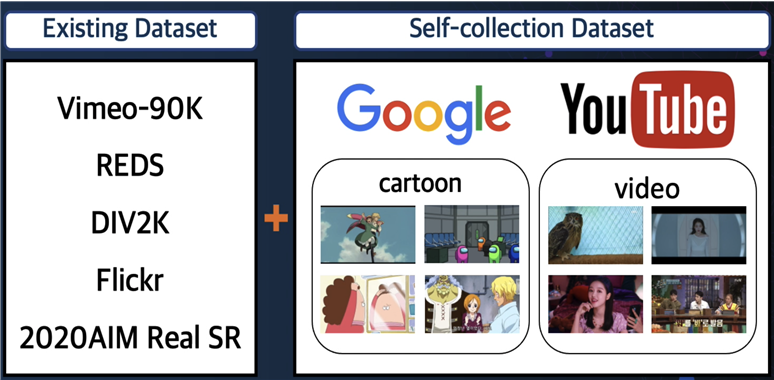 Existing Dataset
Self-collection Dataset
Vimeo-90K
REDS
DIV2K
Flickr
2020AIM Real SR
+
Google
YouTube
cartoon
video